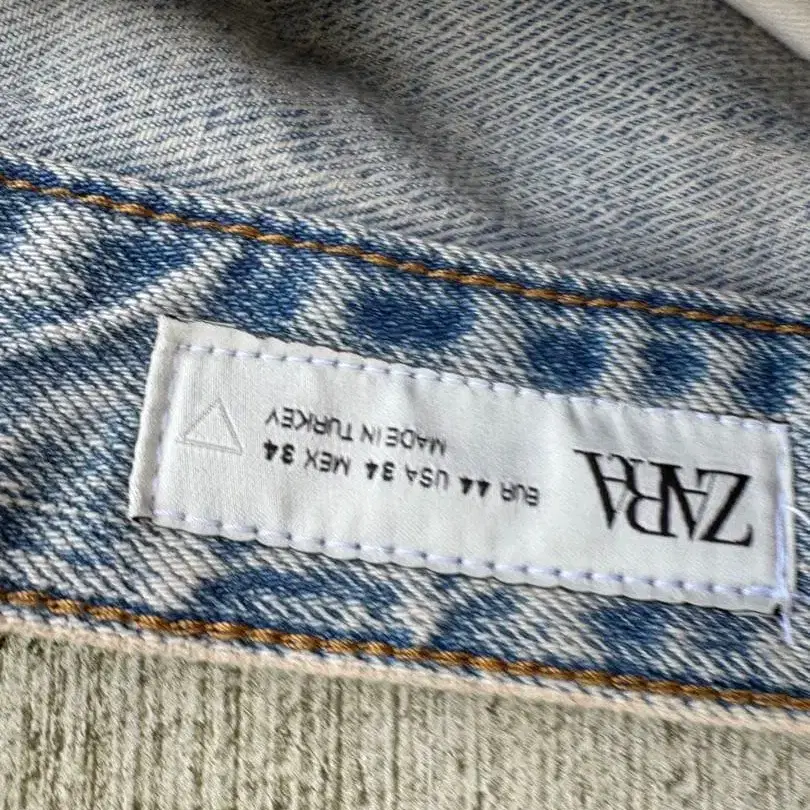 ZARA
EUR 44 USA 34 MEX 34
MADE IN TURKEY